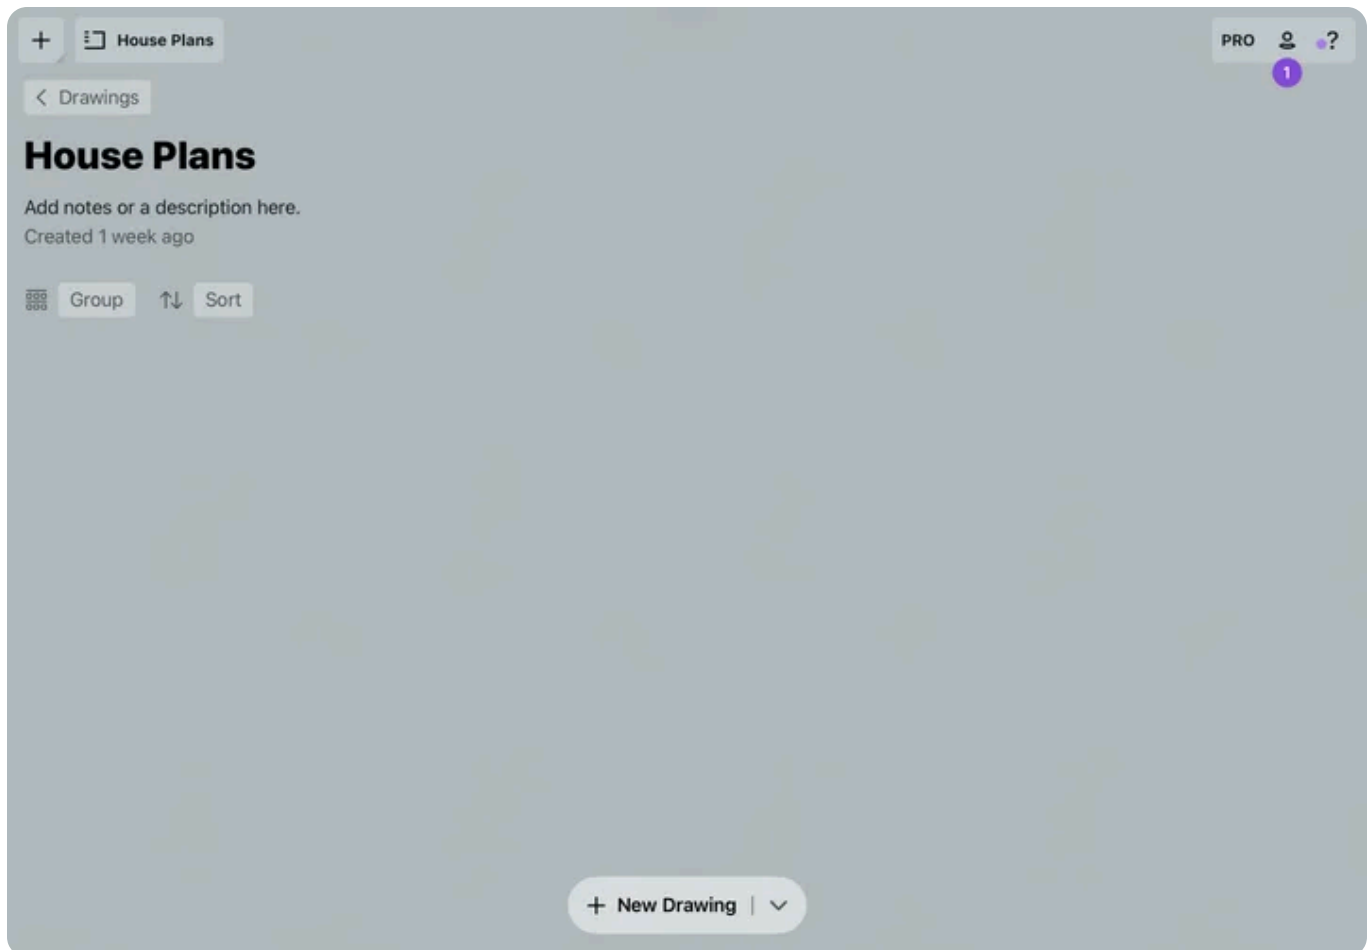 House Plans
PRO
?
1
Drawings
House Plans
Add notes or a description here.
Created 1 week ago
Group
Sort
New Drawing